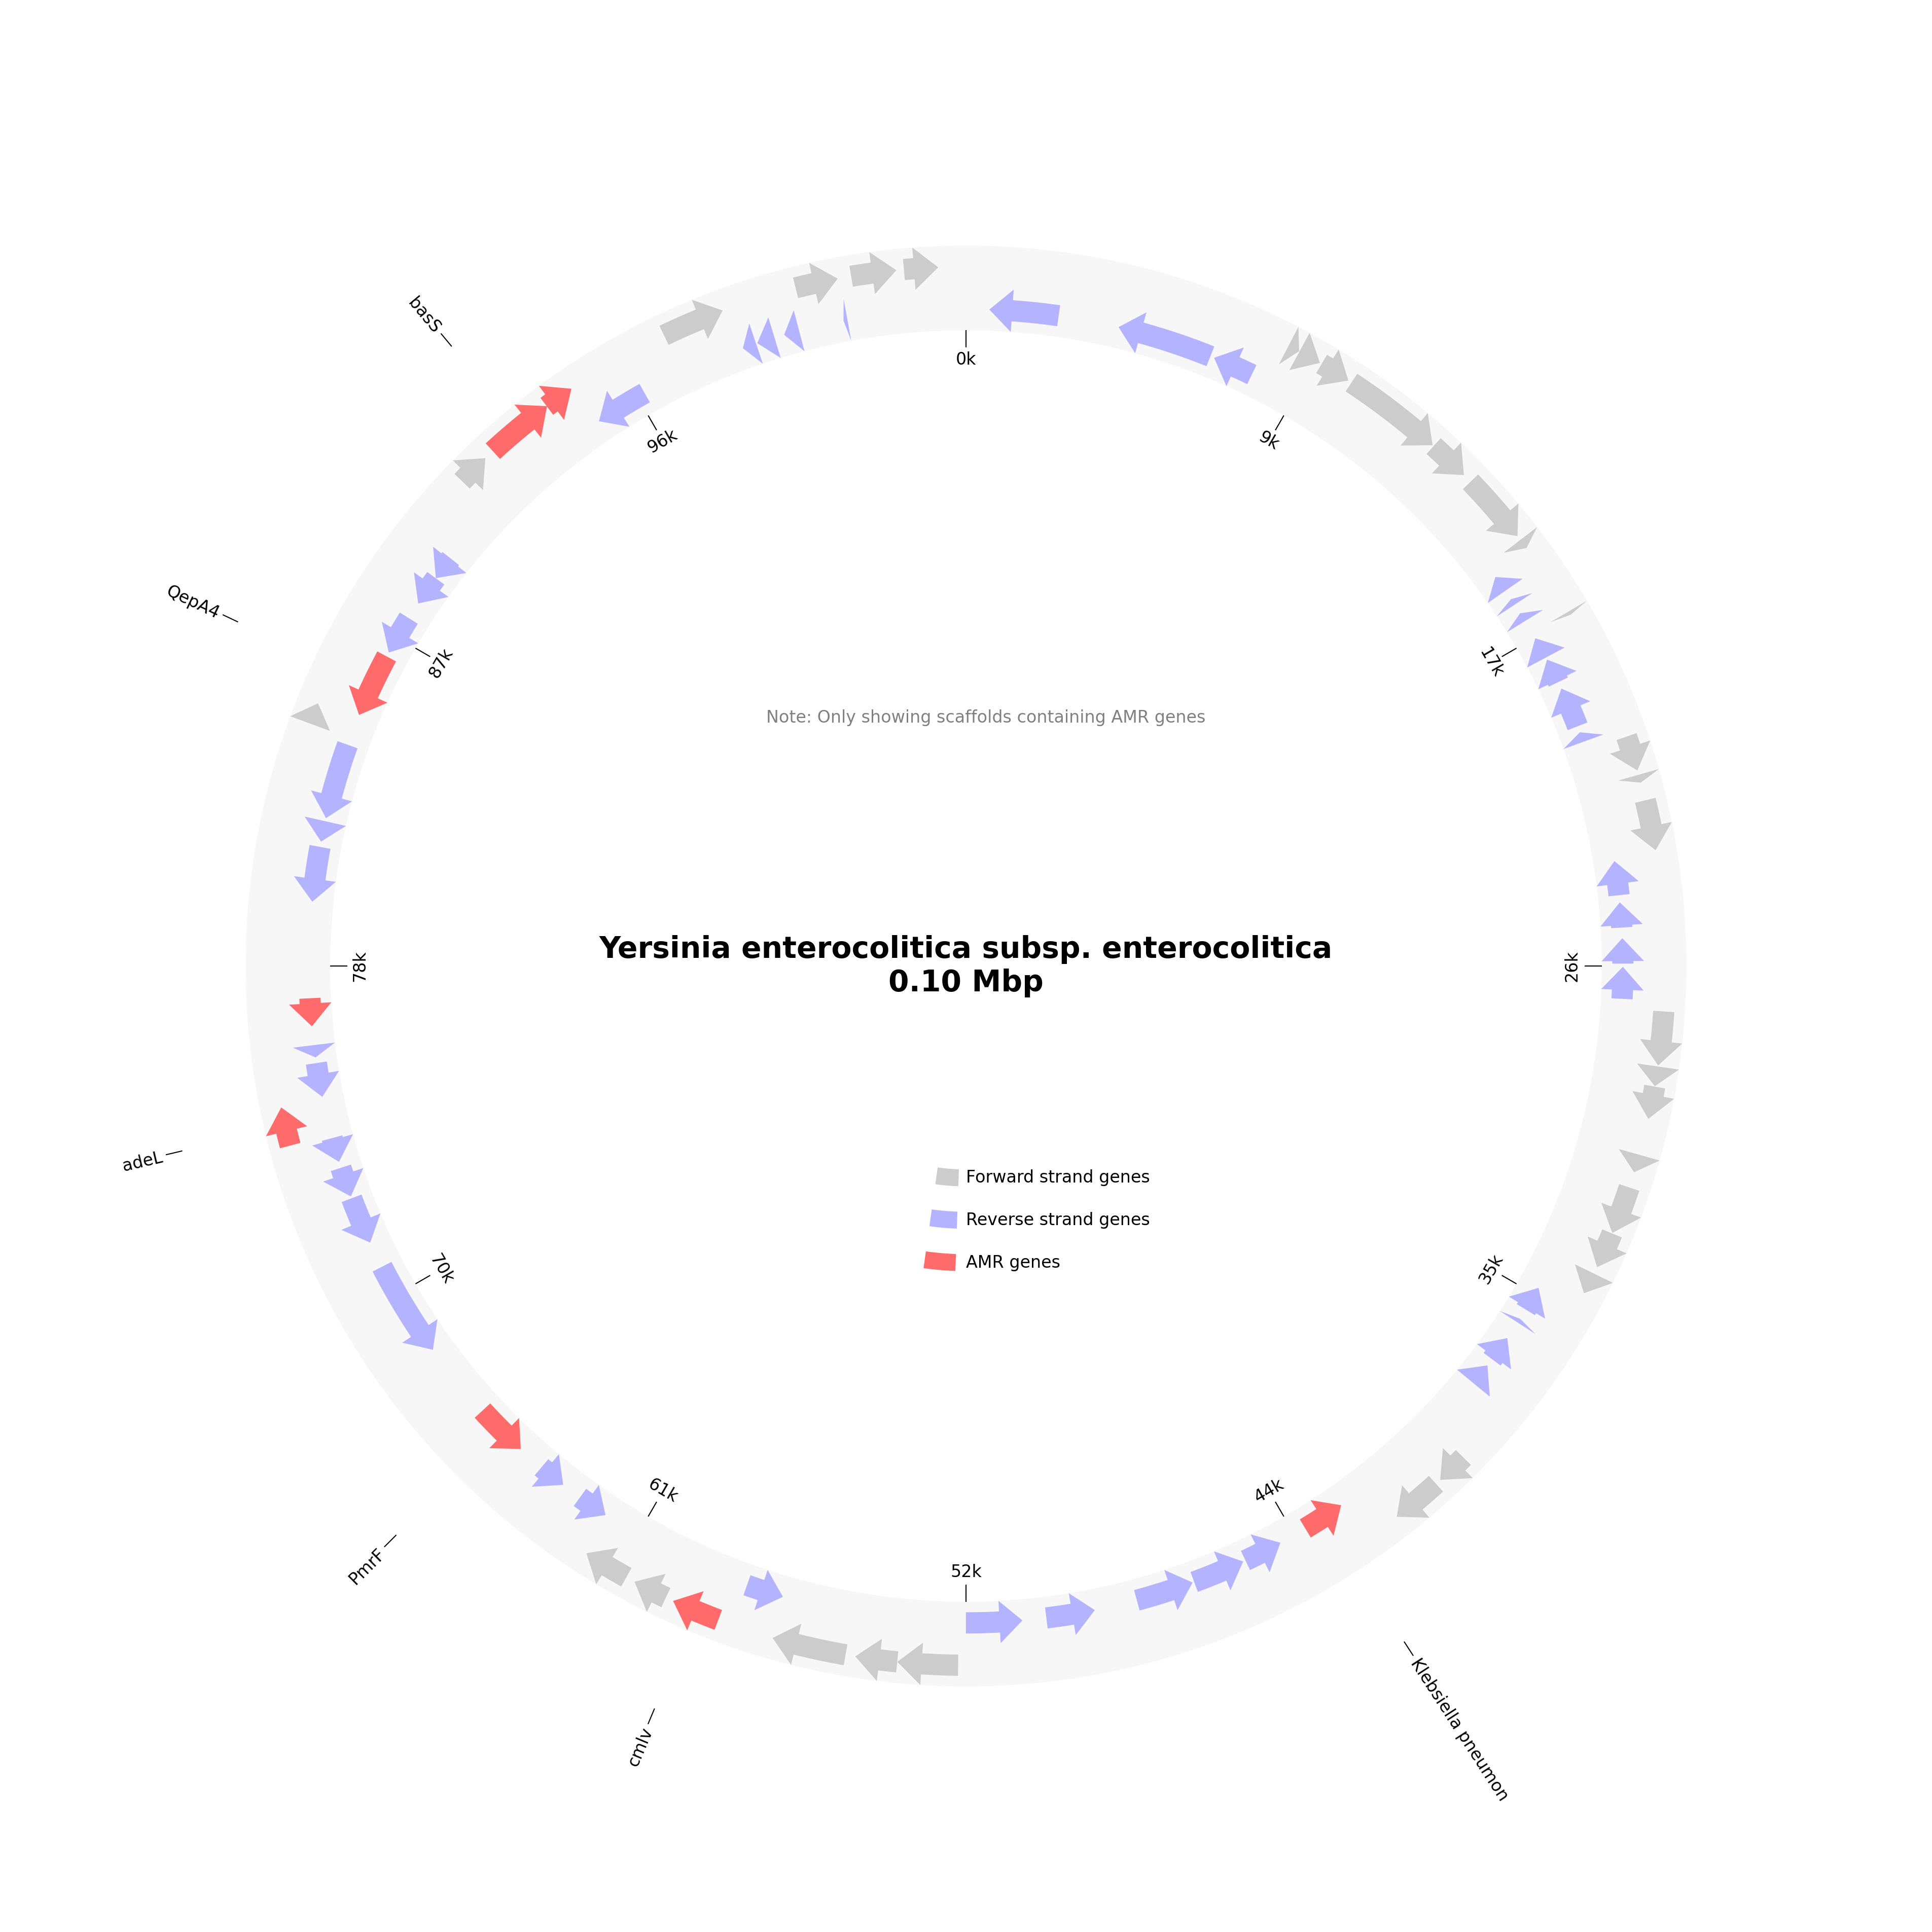 basS
0k
96k
9k
QepA4
87k
17k
Note: Only showing scaffolds containing AMR genes
Yersinia enterocolitica subsp. enterocolitica
0.10 Mbp
78k
26k
adeL
Forward strand genes
Reverse strand genes
AMR genes
70k
35k
61k
44k
PmrF
52k
cmlv
Klebsiella pneumon